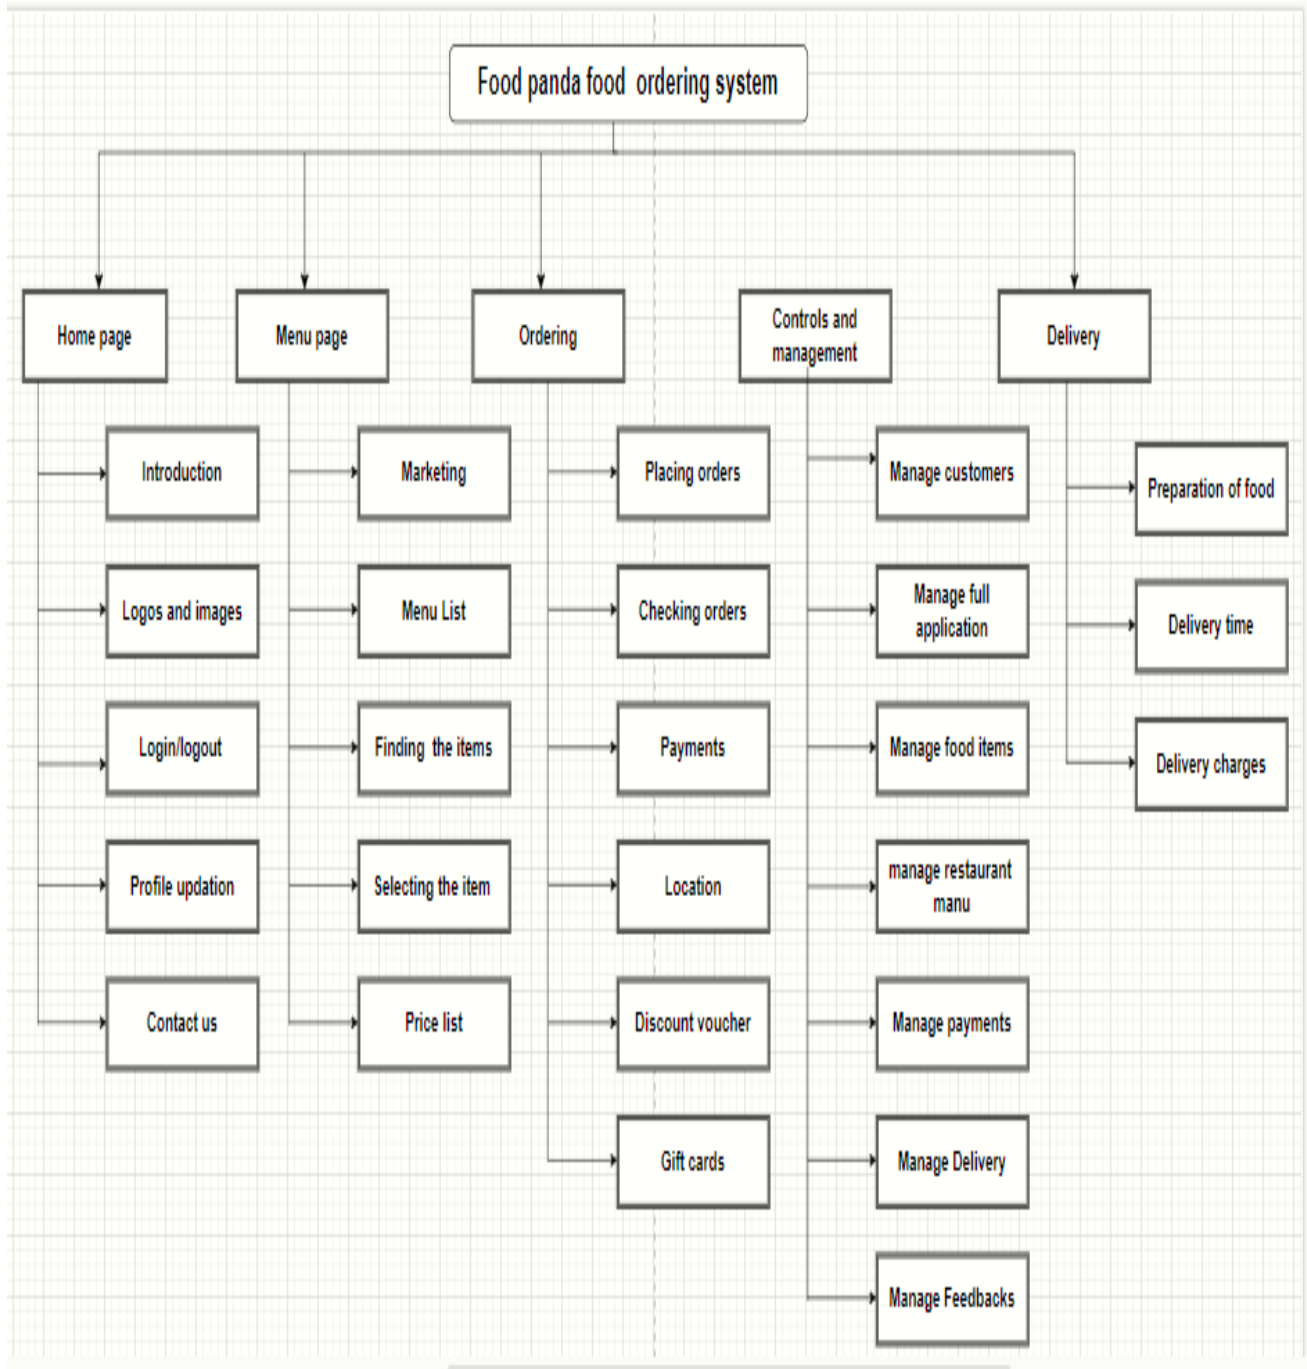 Food panda food  ordering system
Home page
Menu page
Ordering
Controls and
management
Delivery
Introduction
Logos and images
Login/logout
Profile updation
Contact us
Marketing
Menu List
Finding  the items
Selecting the item
Price list
Placing orders
Checking orders
Payments
Location
Discount voucher
Gift cards
Manage customers
Manage full
application
Manage food items
manage restaurant
manu
Manage payments
Manage Delivery
Manage Feedbacks
Preparation of food
Delivery time
Delivery charges